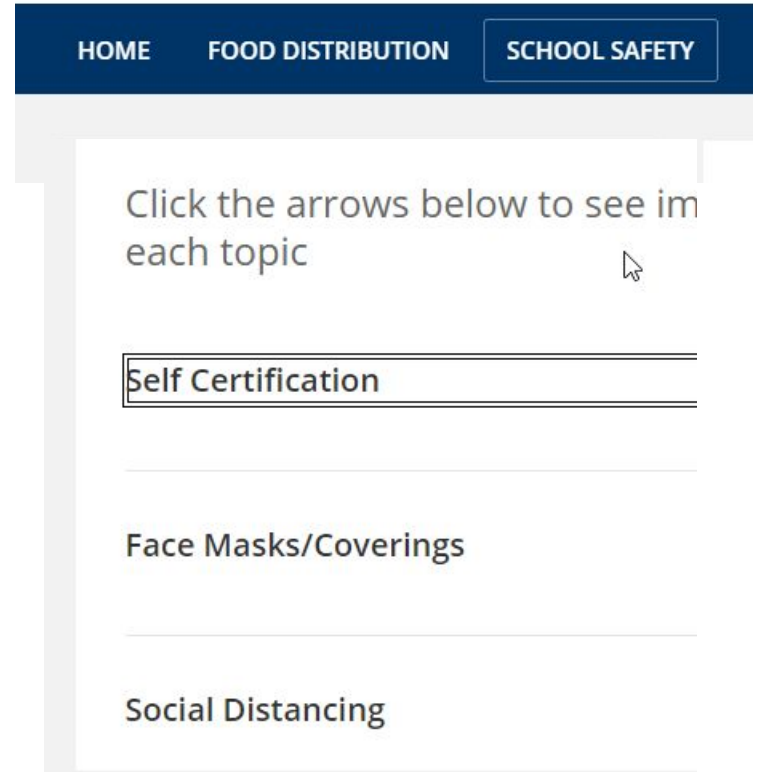 HOME FOOD DISTRIBUTION SCHOOL SAFETY
Click the arrows below to see im
each topic
Self Certification
Face Masks/Coverings
Social Distancing